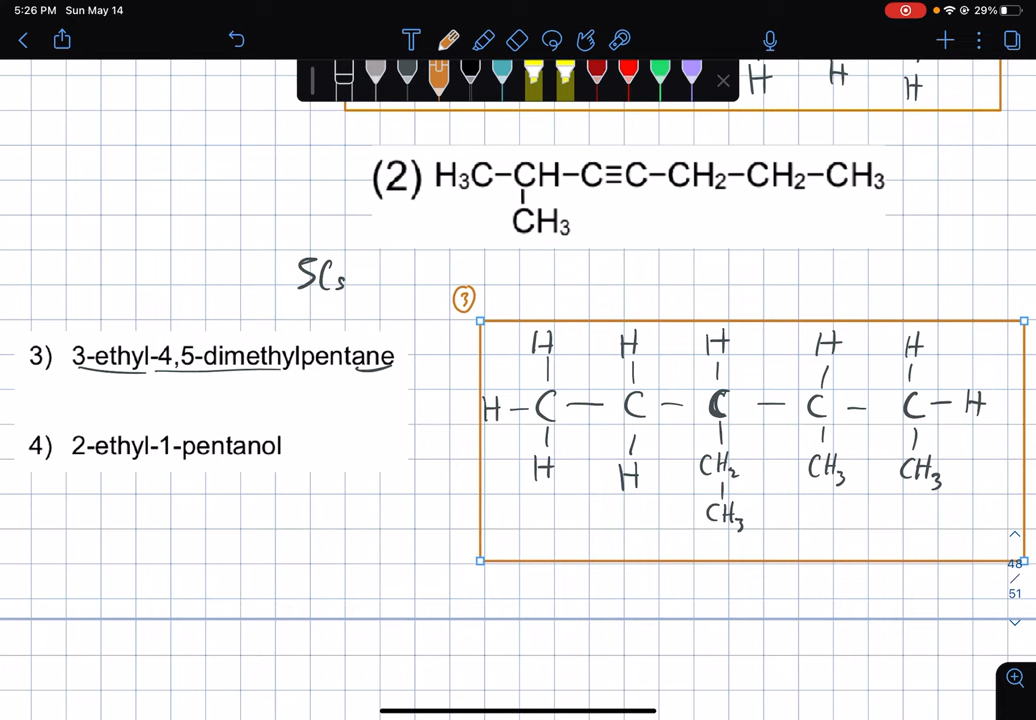 5:26 PM Sun May 14
29%
T
H H H
(2) H₃C–CH–C≡C–CH₂–CH₂–CH₃
CH₃
5Cs
③
3) 3-ethyl-4,5-dimethylpentane
H H H H H
H–C–C–C–C–C–H
H H CH₂ CH₃ CH₃
CH₃
4) 2-ethyl-1-pentanol
48
/
51